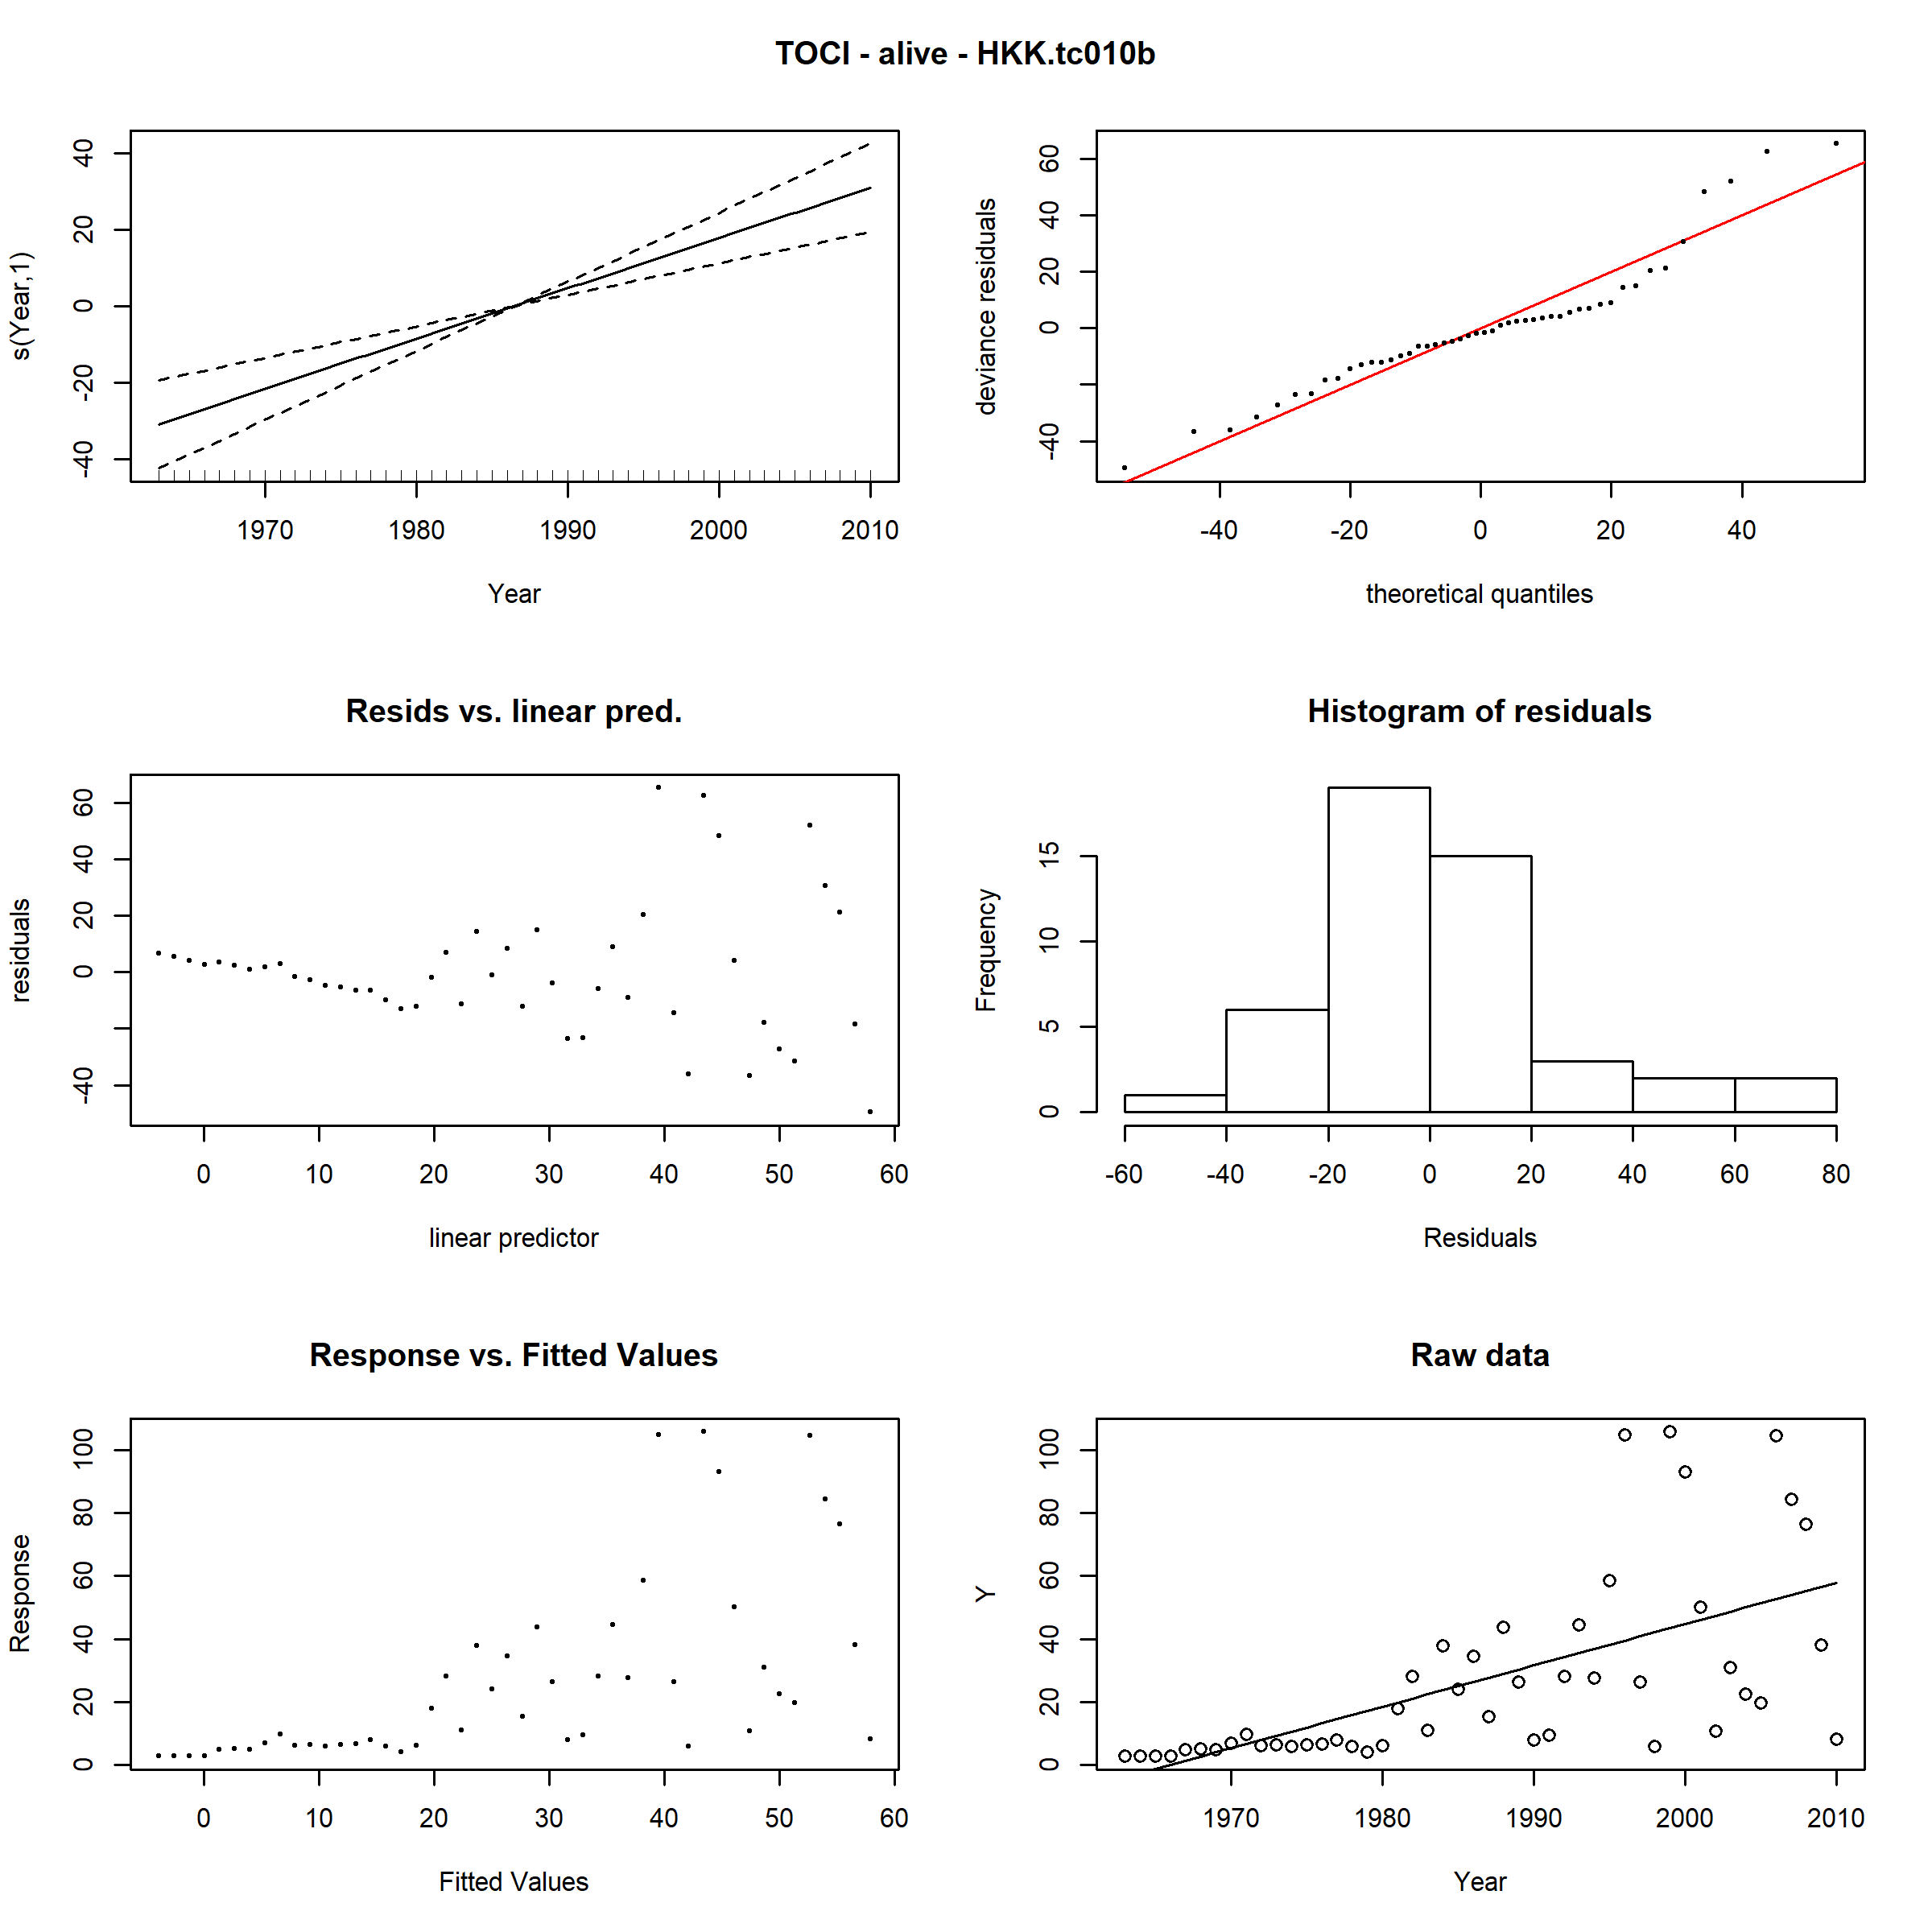 TOCI - alive - HKK.tc010b
s(Year,1)
40
20
0
-20
-40
1970 1980 1990 2000 2010
Year
deviance residuals
60
40
20
0
-40
-40 -20 0 20 40
theoretical quantiles
Resids vs. linear pred.
residuals
60
40
20
0
-40
0 10 20 30 40 50 60
linear predictor
Histogram of residuals
Frequency
15
10
5
0
-60 -40 -20 0 20 40 60 80
Residuals
Response vs. Fitted Values
Response
100
80
60
40
20
0
0 10 20 30 40 50 60
Fitted Values
Raw data
Y
100
80
60
40
20
0
1970 1980 1990 2000 2010
Year